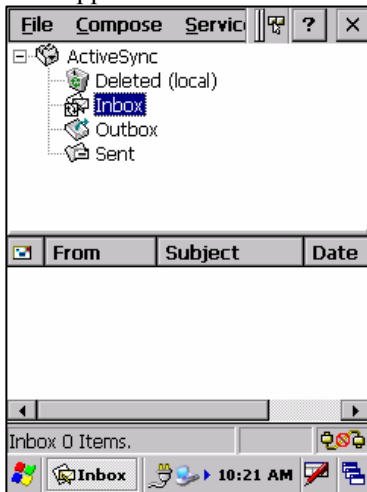 File Compose Servic ? ×
ActiveSync
Deleted (local)
Inbox
Outbox
Sent
From Subject Date
Inbox 0 Items.
Inbox 10:21 AM